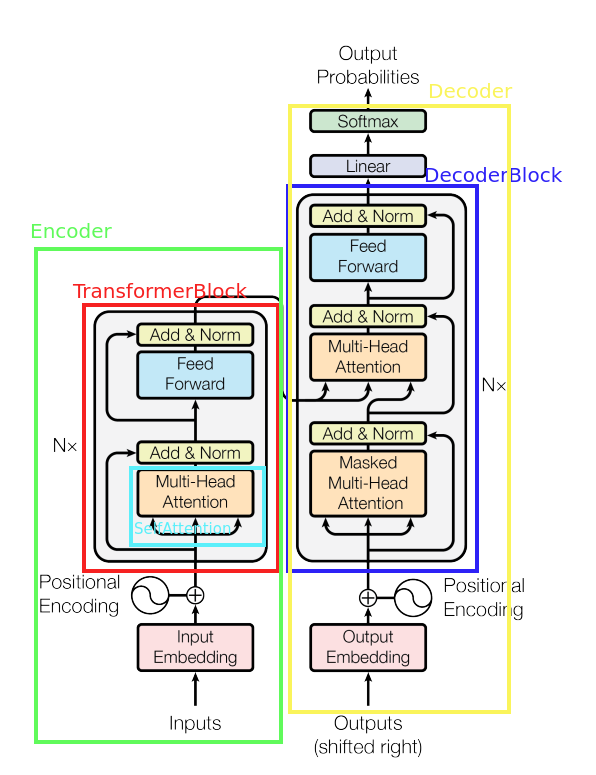 Output
Probabilities
Decoder
Softmax
Linear
DecoderBlock
Add & Norm
Feed
Forward
Add & Norm
Multi-Head
Attention
Nx
Add & Norm
Masked
Multi-Head
Attention
Encoder
TransformerBlock
Add & Norm
Feed
Forward
Nx
Add & Norm
Multi-Head
Attention
SelfAttention
Positional
Encoding
Positional
Encoding
Input
Embedding
Output
Embedding
Inputs
Outputs
(shifted right)